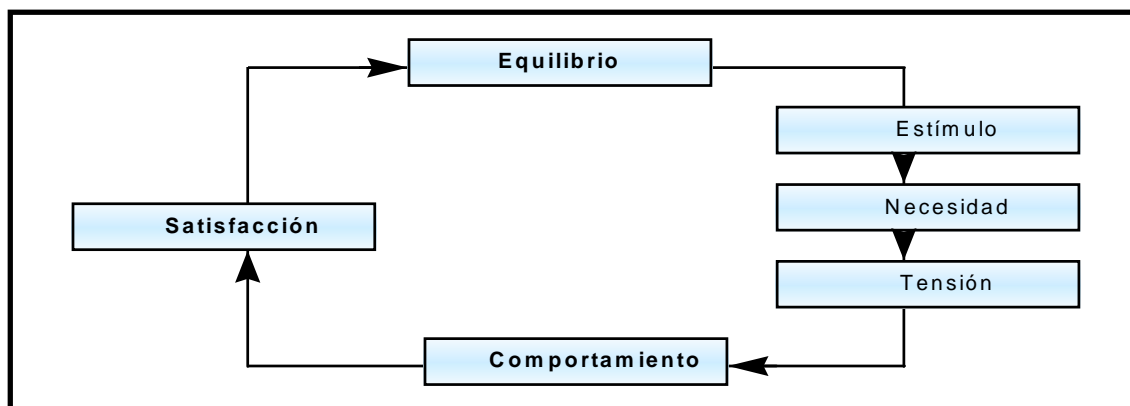 Equilibrio
Estímulo
Necesidad
Satisfacción
Tensión
Comportamiento